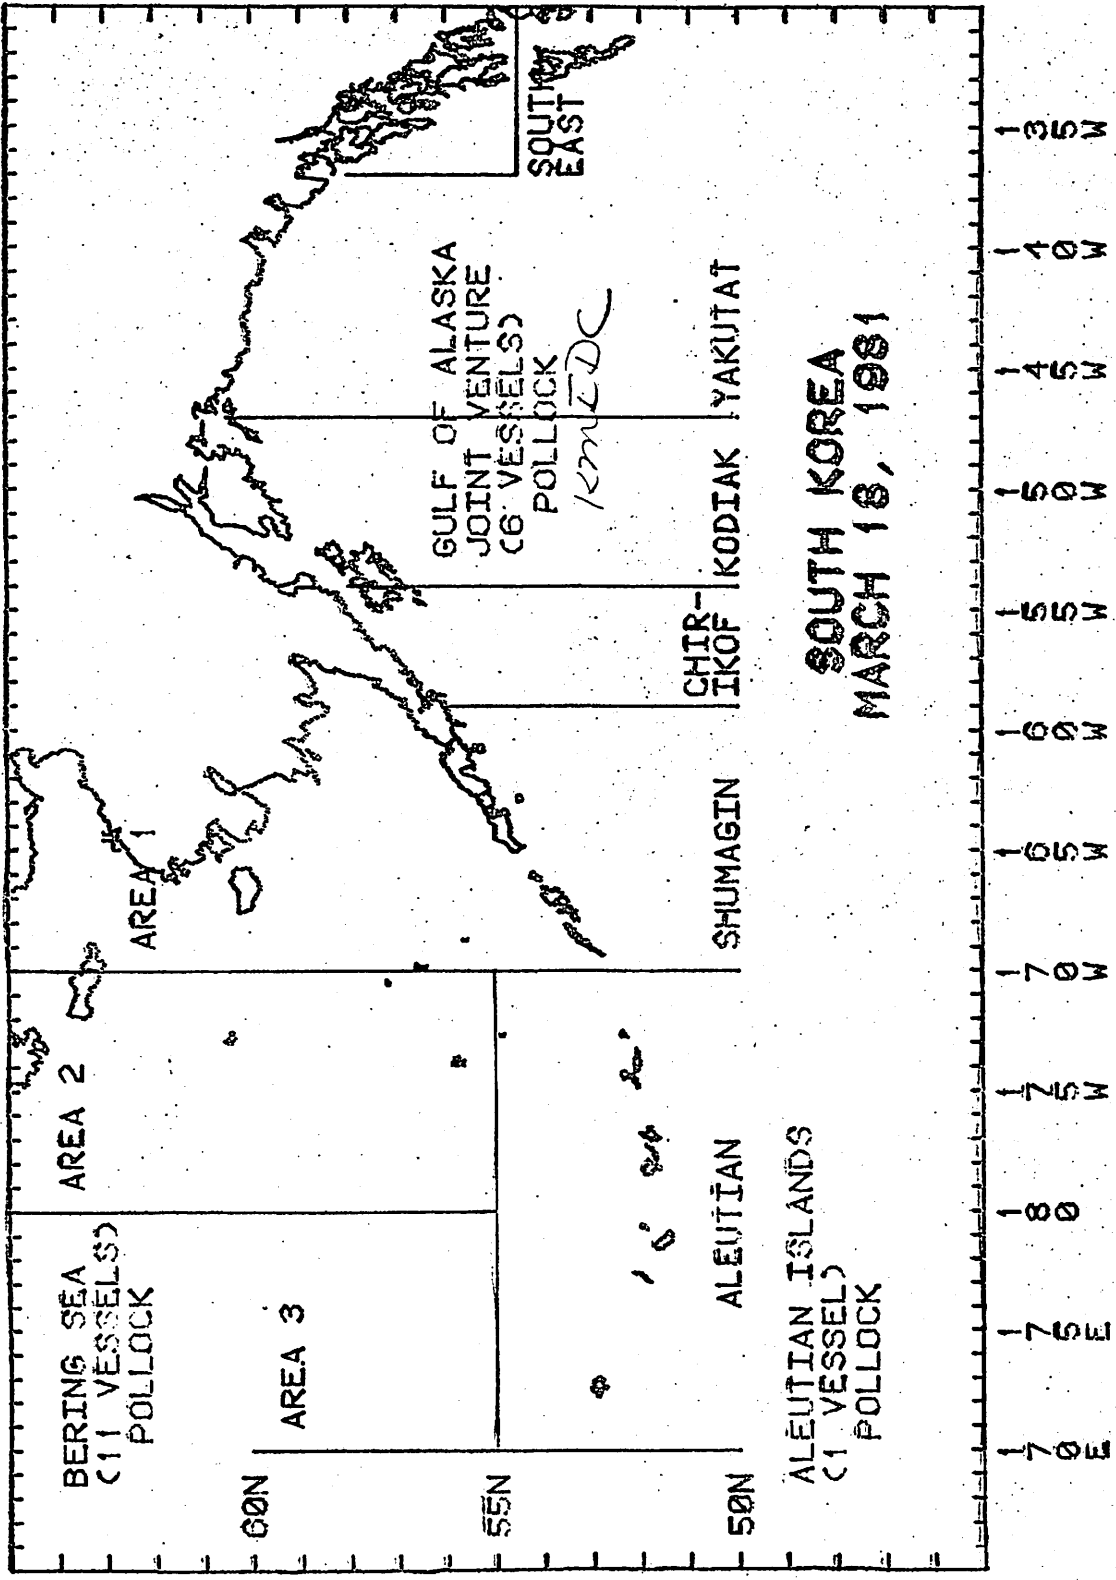 BERING SEA
(11 VESSELS)
POLLOCK
AREA 2
AREA 1
AREA 3
60N
55N
50N
GULF OF ALASKA
JOINT VENTURE
(6 VESSELS)
POLLOCK
KMIDC
SOUTH
EAST
ALEUTIAN
SHUMAGIN
CHIR-
IKOF
KODIAK
YAKUTAT
ALEUTIAN ISLANDS
(1 VESSEL)
POLLOCK
SOUTH KOREA
MARCH 18, 1981
170E
175E
180
175W
170W
165W
160W
155W
150W
145W
140W
135W